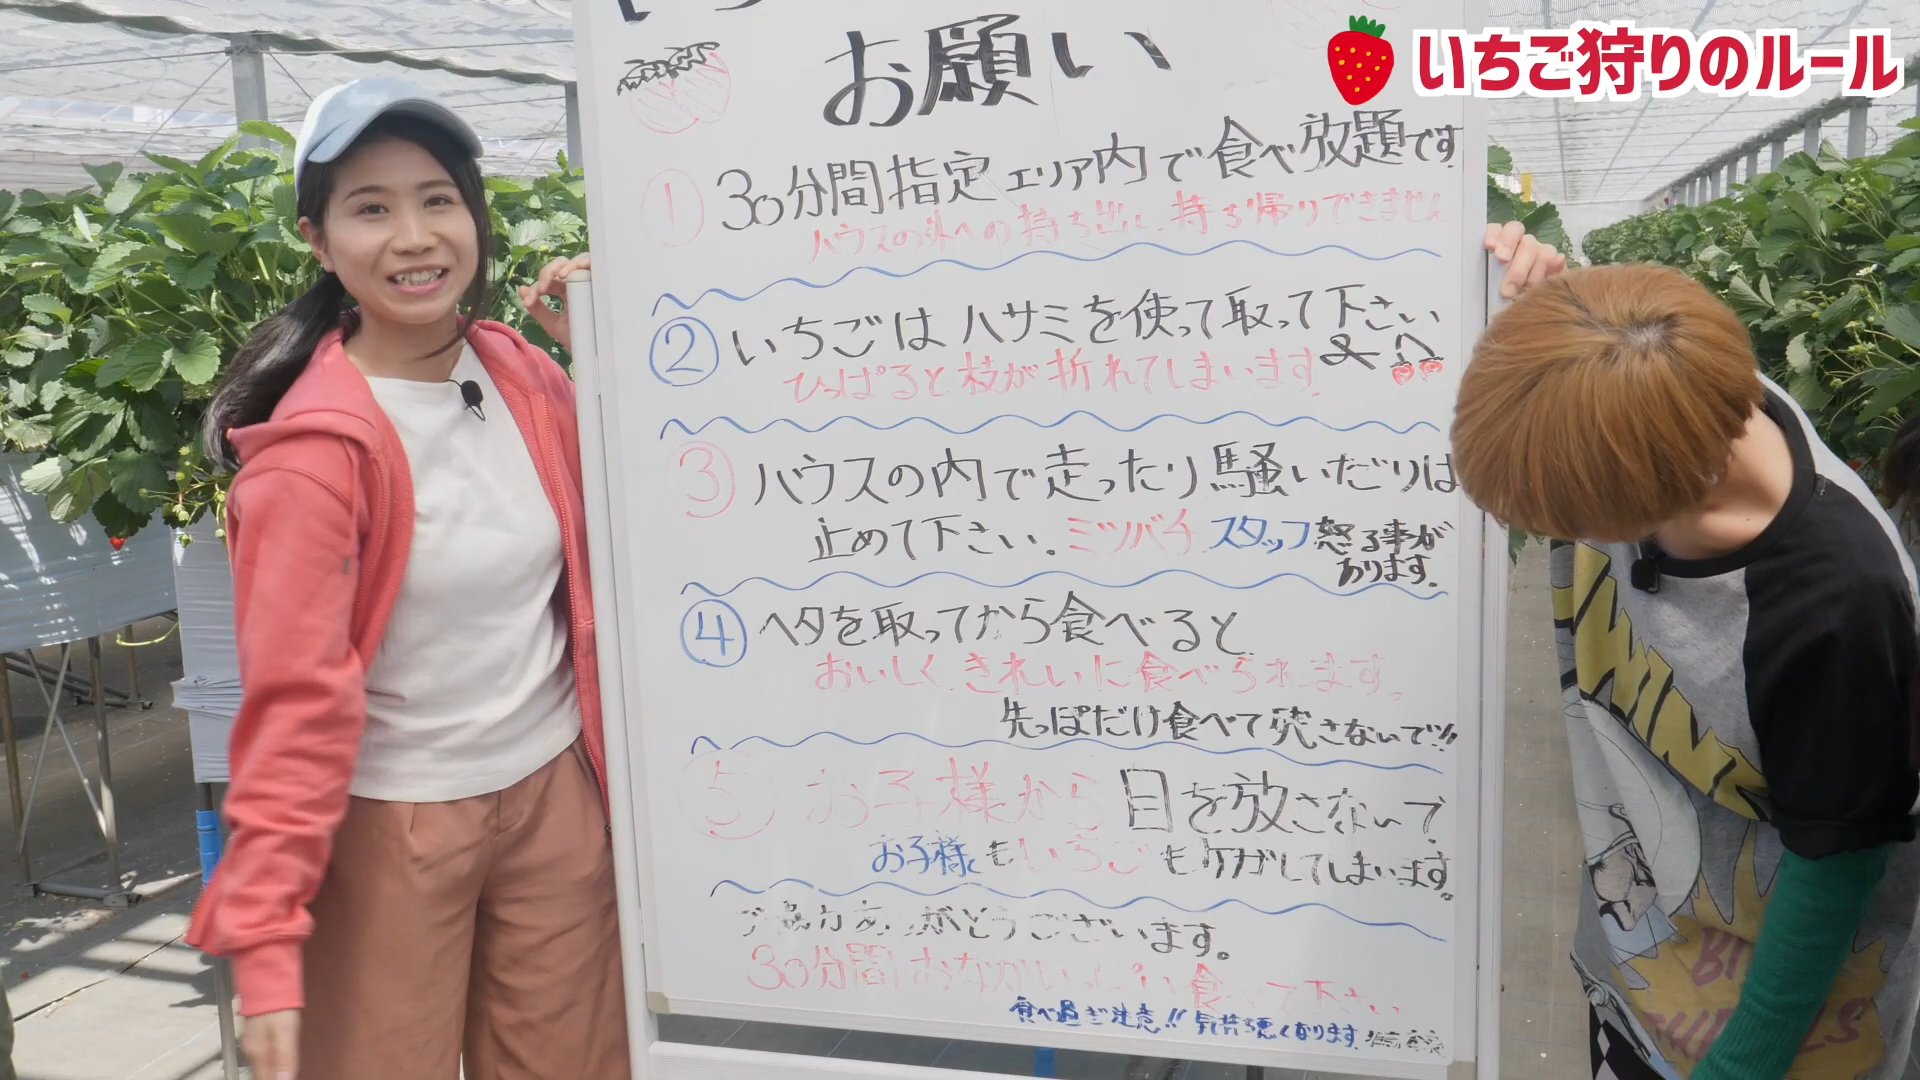 いちご狩りのルール
お願い
① 30分間指定エリア内で食べ放題です
ハウスの外への持ち出し、持ち帰りできません
② いちごはハサミを使って取って下さい
ひっぱると枝が折れてしまいます。
③ ハウスの内で走ったり騒いだりは
止めて下さい。ミツバチ スタッフ怒る事が
あります。
④ ヘタを取ってから食べると
おいしくきれいに食べられます。
先っぽだけ食べて残さないで!!
⑤ お子様から目を放さないで
お子様もいちごもケガしてしまいます。
ご協力ありがとうございます。
30分間おなかいっぱい食べて下さい
食べ過ぎ注意!! 気持ち悪くなります。